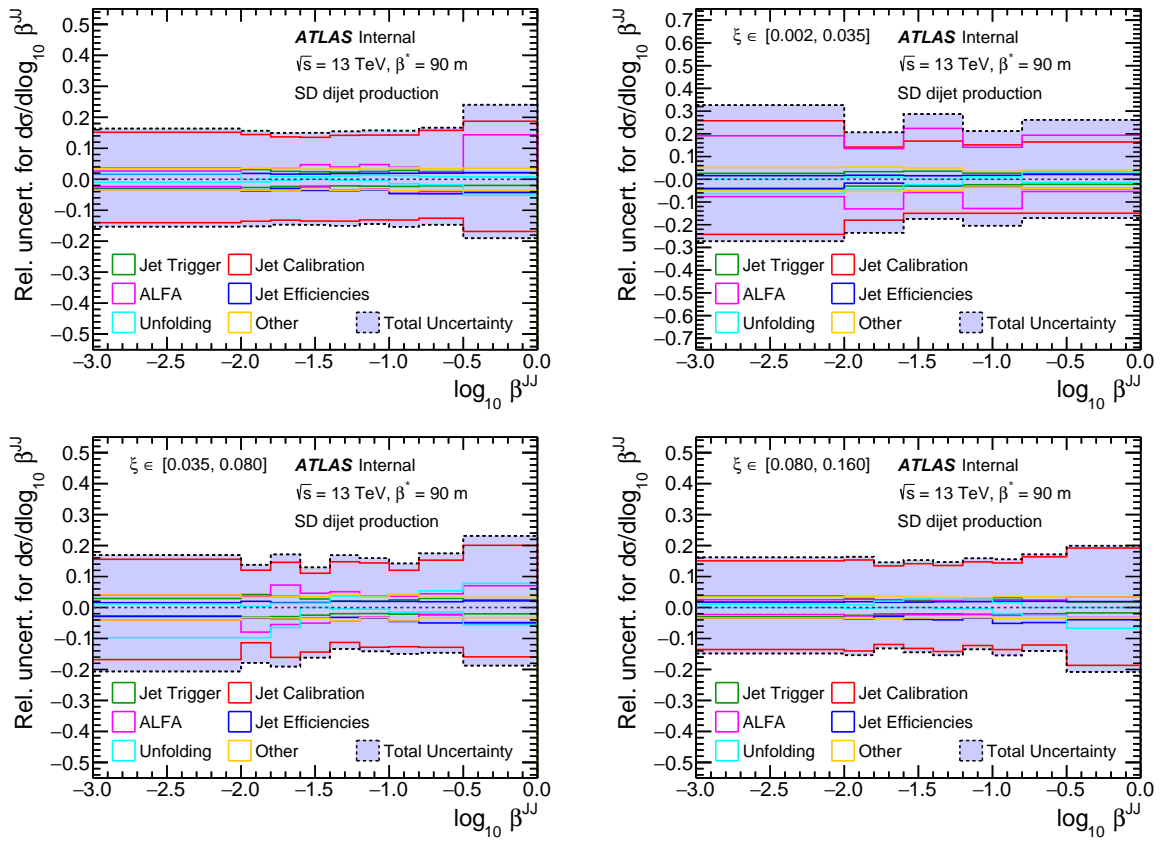 Rel. uncert. for dσ/dlog₁₀ β^JJ
0.5
0.4
0.3
0.2
0.1
0.0
−0.1
−0.2
−0.3
−0.4
−0.5
ATLAS Internal
√s = 13 TeV, β* = 90 m
SD dijet production
Jet Trigger
Jet Calibration
ALFA
Jet Efficiencies
Unfolding
Other
Total Uncertainty
−3.0 −2.5 −2.0 −1.5 −1.0 −0.5 0.0
log₁₀ β^JJ
Rel. uncert. for dσ/dlog₁₀ β^JJ
0.7
0.6
0.5
0.4
0.3
0.2
0.1
0.0
−0.1
−0.2
−0.3
−0.4
−0.5
−0.6
−0.7
ξ ∈ [0.002, 0.035]
ATLAS Internal
√s = 13 TeV, β* = 90 m
SD dijet production
Jet Trigger
Jet Calibration
ALFA
Jet Efficiencies
Unfolding
Other
Total Uncertainty
−3.0 −2.5 −2.0 −1.5 −1.0 −0.5 0.0
log₁₀ β^JJ
Rel. uncert. for dσ/dlog₁₀ β^JJ
0.5
0.4
0.3
0.2
0.1
0.0
−0.1
−0.2
−0.3
−0.4
−0.5
ξ ∈ [0.035, 0.080]
ATLAS Internal
√s = 13 TeV, β* = 90 m
SD dijet production
Jet Trigger
Jet Calibration
ALFA
Jet Efficiencies
Unfolding
Other
Total Uncertainty
−3.0 −2.5 −2.0 −1.5 −1.0 −0.5 0.0
log₁₀ β^JJ
Rel. uncert. for dσ/dlog₁₀ β^JJ
0.5
0.4
0.3
0.2
0.1
0.0
−0.1
−0.2
−0.3
−0.4
−0.5
ξ ∈ [0.080, 0.160]
ATLAS Internal
√s = 13 TeV, β* = 90 m
SD dijet production
Jet Trigger
Jet Calibration
ALFA
Jet Efficiencies
Unfolding
Other
Total Uncertainty
−3.0 −2.5 −2.0 −1.5 −1.0 −0.5 0.0
log₁₀ β^JJ